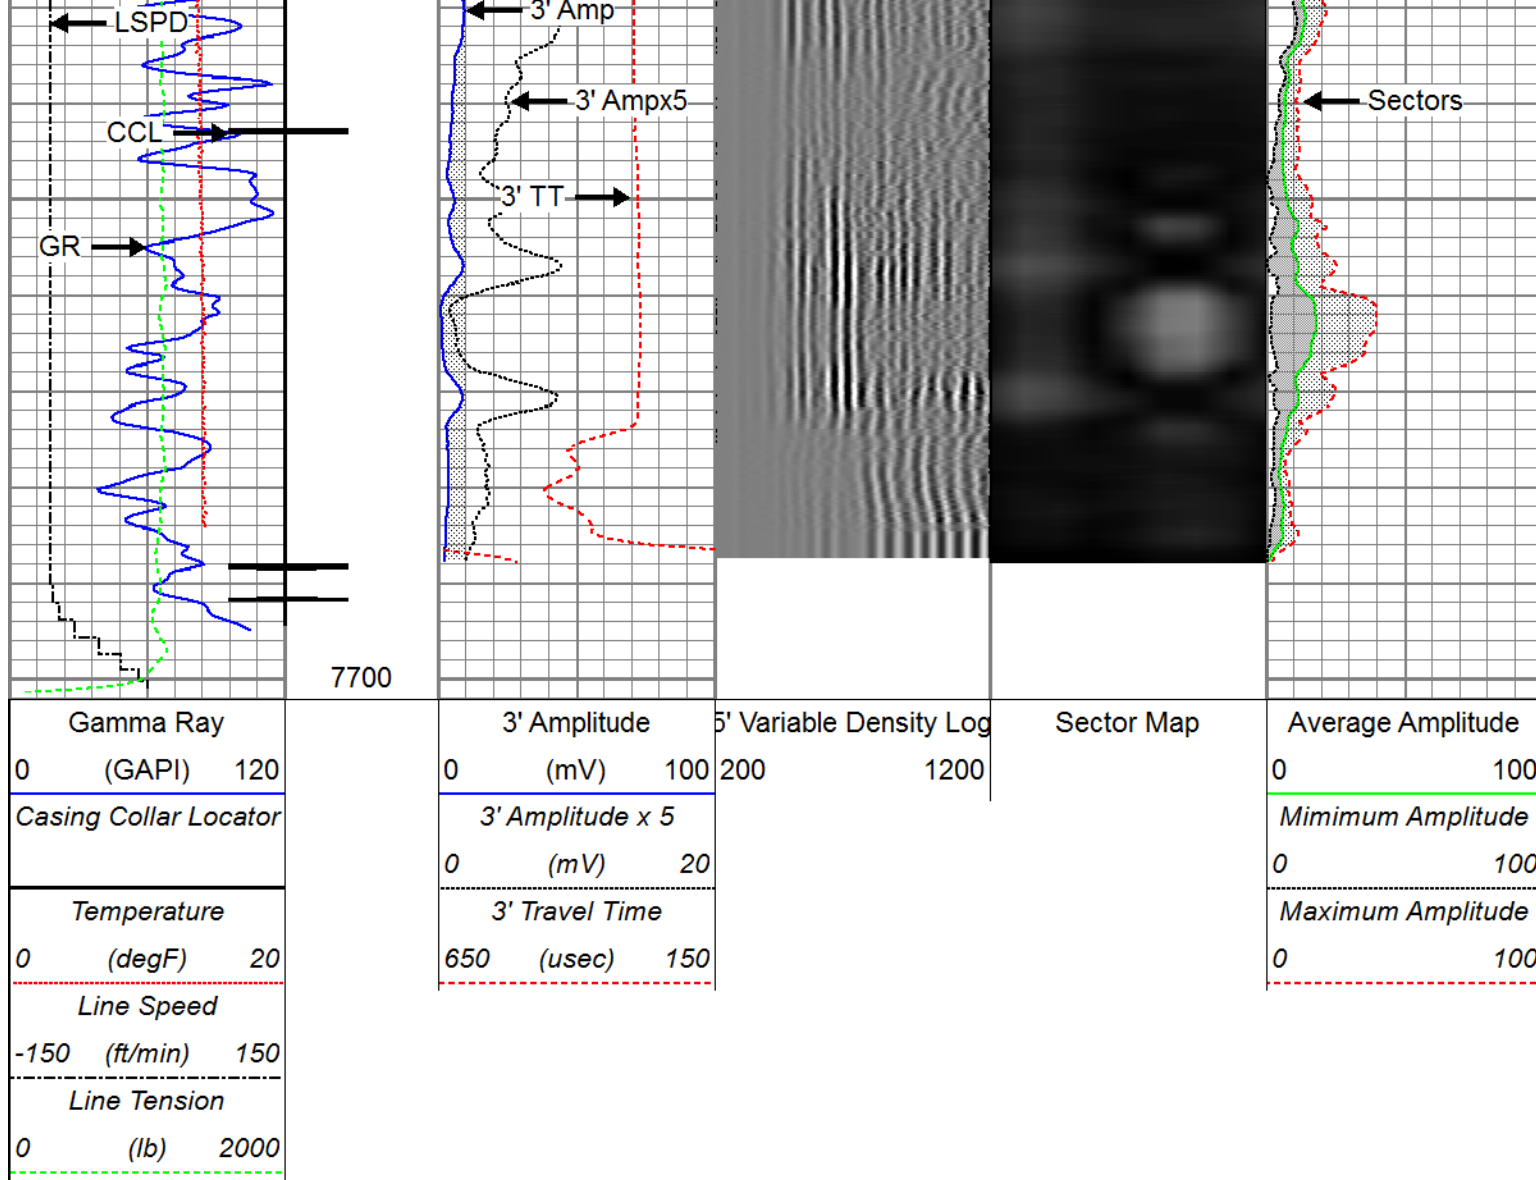 LSPD
3' Amp
3' Ampx5
Sectors
CCL
3' TT
GR
7700
Gamma Ray
0 (GAPI) 120
Casing Collar Locator
Temperature
0 (degF) 20
Line Speed
-150 (ft/min) 150
Line Tension
0 (lb) 2000
3' Amplitude
0 (mV) 100
3' Amplitude x 5
0 (mV) 20
3' Travel Time
650 (usec) 150
5' Variable Density Log
200 1200
Sector Map
Average Amplitude
0 100
Mimimum Amplitude
0 100
Maximum Amplitude
0 100